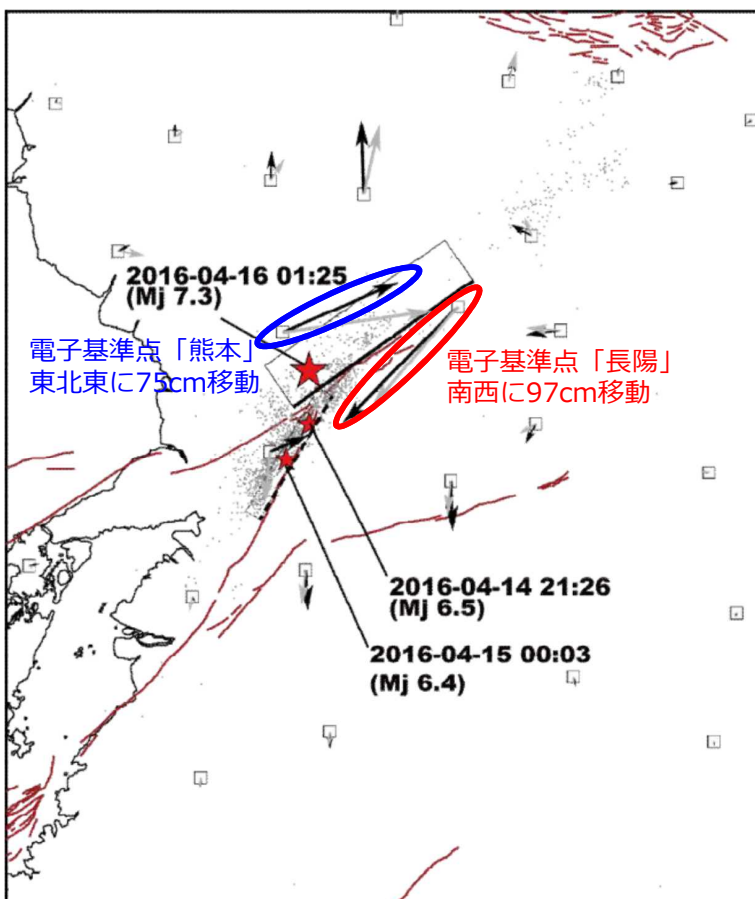 2016-04-16 01:25
(Mj 7.3)
電子基準点「熊本」
東北東に75cm移動
電子基準点「長陽」
南西に97cm移動
2016-04-14 21:26
(Mj 6.5)
2016-04-15 00:03
(Mj 6.4)